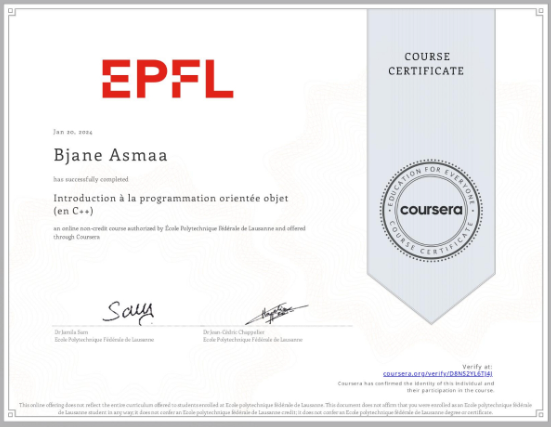 EPFL
COURSE
CERTIFICATE
Jan 20, 2024
Bjane Asmaa
has successfully completed
Introduction à la programmation orientée objet
(en C++)
an online non-credit course authorized by École Polytechnique Fédérale de Lausanne and offered
through Coursera
EDUCATION FOR EVERYONE
coursera
COURSE CERTIFICATE
Dr Jamila Sam
École Polytechnique Fédérale de Lausanne
Dr Jean-Cédric Chappelier
École Polytechnique Fédérale de Lausanne
Verify at:
coursera.org/verify/
Coursera has confirmed the identity of this individual and
their participation in the course.
This online offering does not reflect the entire curriculum offered to students enrolled at École polytechnique fédérale de Lausanne. This document does not affirm that you were enrolled as an École polytechnique fédérale
de Lausanne student in any way; it does not confer an École polytechnique fédérale de Lausanne credit; it does not confer an École polytechnique fédérale de Lausanne degree or certificate.